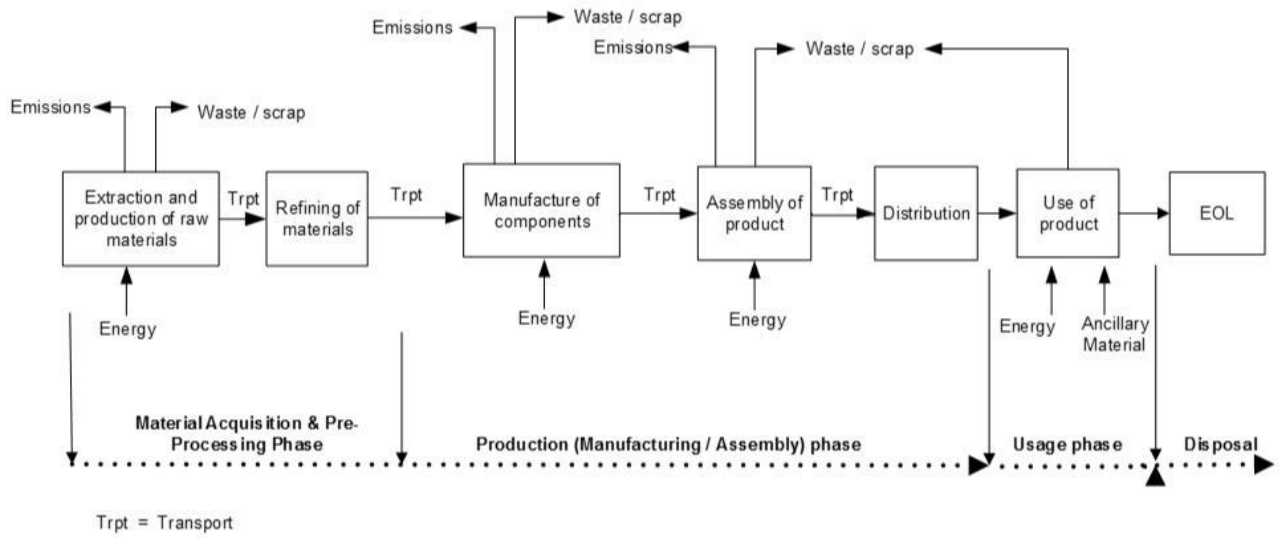 Emissions
Waste / scrap
Emissions
Waste / scrap
Emissions
Waste / scrap
Extraction and
production of raw
materials
Trpt
Refining of
materials
Trpt
Manufacture of
components
Trpt
Assembly of
product
Trpt
Distribution
Use of
product
EOL
Energy
Energy
Energy
Energy
Ancillary
Material
Material Acquisition & Pre-
Processing Phase
Production (Manufacturing / Assembly) phase
Usage phase
Disposal
Trpt = Transport